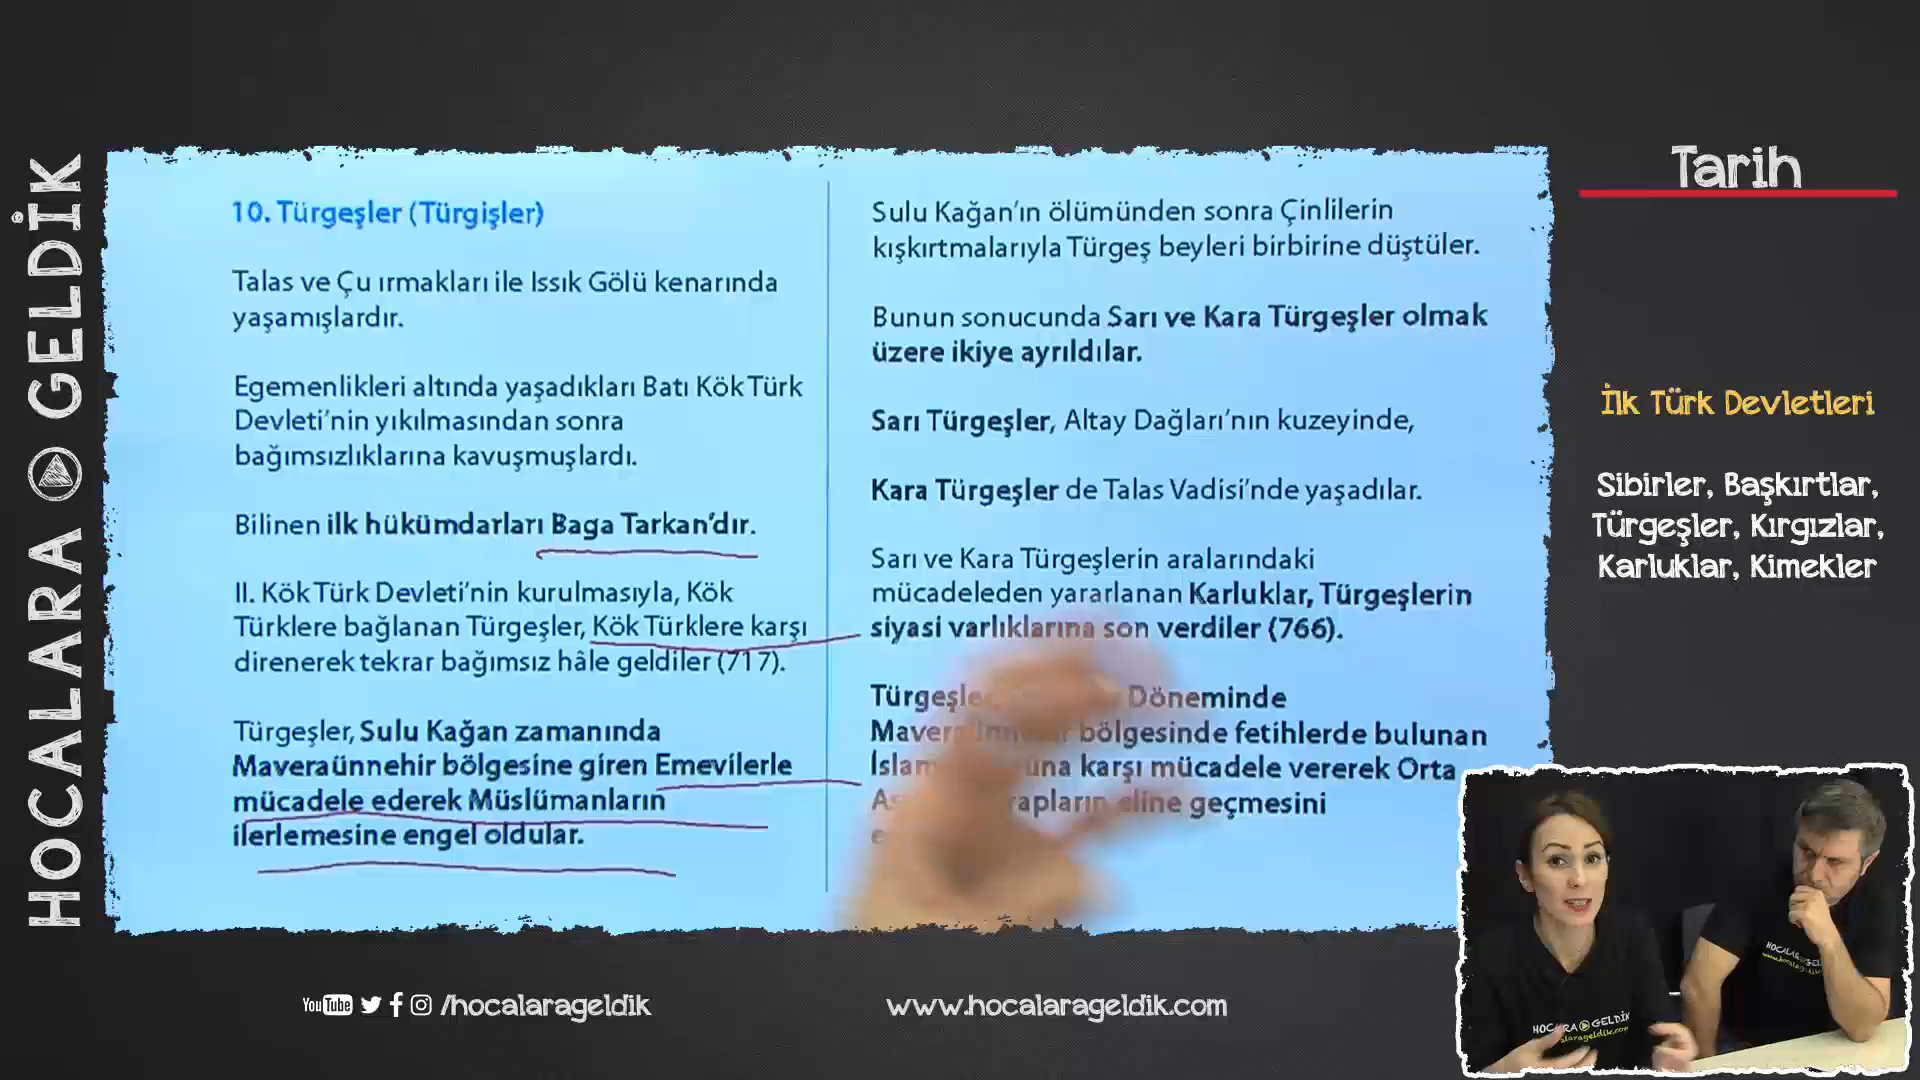 HOCALARA GELDİK
10. Türgeşler (Türgişler)
Talas ve Çu ırmakları ile Issık Gölü kenarında
yaşamışlardır.
Egemenlikleri altında yaşadıkları Batı Kök Türk
Devleti'nin yıkılmasından sonra
bağımsızlıklarına kavuşmuşlardı.
Bilinen ilk hükümdarları Baga Tarkan'dır.
II. Kök Türk Devleti'nin kurulmasıyla, Kök
Türklere bağlanan Türgeşler, Kök Türklere karşı
direnerek tekrar bağımsız hâle geldiler (717).
Türgeşler, Sulu Kağan zamanında
Maveraünnehir bölgesine giren Emevilerle
mücadele ederek Müslümanların
ilerlemesine engel oldular.
Sulu Kağan'ın ölümünden sonra Çinlilerin
kışkırtmalarıyla Türgeş beyleri birbirine düştüler.
Bunun sonucunda Sarı ve Kara Türgeşler olmak
üzere ikiye ayrıldılar.
Sarı Türgeşler, Altay Dağları'nın kuzeyinde,
Kara Türgeşler de Talas Vadisi'nde yaşadılar.
Sarı ve Kara Türgeşlerin aralarındaki
mücadeleden yararlanan Karluklar, Türgeşlerin
siyasi varlıklarına son verdiler (766).
Döneminde
bölgesinde fetihlerde bulunan
karşı mücadele vererek Orta
eline geçmesini
Tarih
İlk Türk Devletleri
Sibirler, Başkırtlar,
Türgeşler, Kırgızlar,
Karluklar, Kimekler
HOCALARA GELDİK
YouTube /hocalarageldik
www.hocalarageldik.com